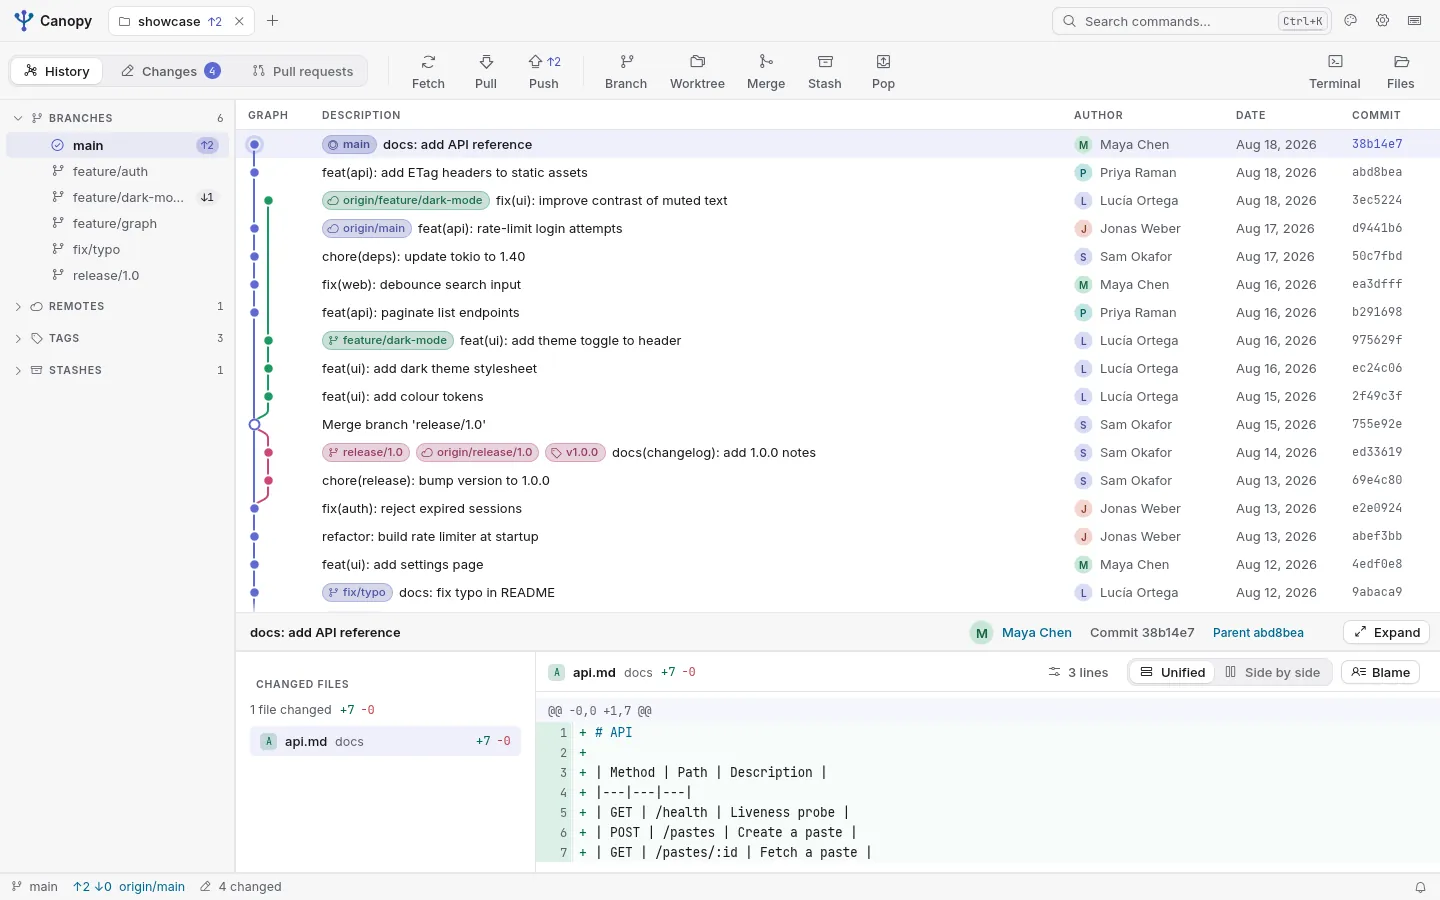 Canopy showcase ↑2 Search commands... Ctrl+K
History Changes 4 Pull requests Fetch Pull ↑2 Push Branch Worktree Merge Stash Pop Terminal Files
BRANCHES 6
main ↑2
feature/auth
feature/dark-mo... ↓1
feature/graph
fix/typo
release/1.0
REMOTES 1
TAGS 3
STASHES 1
GRAPH DESCRIPTION AUTHOR DATE COMMIT
main docs: add API reference M Maya Chen Aug 18, 2026 38b14e7
feat(api): add ETag headers to static assets P Priya Raman Aug 18, 2026 abd8bea
origin/feature/dark-mode fix(ui): improve contrast of muted text L Lucía Ortega Aug 18, 2026 3ec5224
origin/main feat(api): rate-limit login attempts J Jonas Weber Aug 17, 2026 d9441b6
chore(deps): update tokio to 1.40 S Sam Okafor Aug 17, 2026 50c7fbd
fix(web): debounce search input M Maya Chen Aug 16, 2026 ea3dfff
feat(api): paginate list endpoints P Priya Raman Aug 16, 2026 b291698
feature/dark-mode feat(ui): add theme toggle to header L Lucía Ortega Aug 16, 2026 975629f
feat(ui): add dark theme stylesheet L Lucía Ortega Aug 16, 2026 ec24c06
feat(ui): add colour tokens L Lucía Ortega Aug 15, 2026 2f49c3f
Merge branch 'release/1.0' S Sam Okafor Aug 15, 2026 755e92e
release/1.0 origin/release/1.0 v1.0.0 docs(changelog): add 1.0.0 notes S Sam Okafor Aug 14, 2026 ed33619
chore(release): bump version to 1.0.0 S Sam Okafor Aug 13, 2026 69e4c80
fix(auth): reject expired sessions J Jonas Weber Aug 13, 2026 e2e0924
refactor: build rate limiter at startup J Jonas Weber Aug 13, 2026 abef3bb
feat(ui): add settings page M Maya Chen Aug 12, 2026 4edf0e8
fix/typo docs: fix typo in README L Lucía Ortega Aug 12, 2026 9abaca9
docs: add API reference M Maya Chen Commit 38b14e7 Parent abd8bea Expand
CHANGED FILES
1 file changed +7 -0
A api.md docs +7 -0
A api.md docs +7 -0 3 lines Unified Side by side Blame
@@ -0,0 +1,7 @@
1 + # API
2 +
3 + | Method | Path | Description |
4 + |---|---|---|
5 + | GET | /health | Liveness probe |
6 + | POST | /pastes | Create a paste |
7 + | GET | /pastes/:id | Fetch a paste |
main ↑2 ↓0 origin/main 4 changed